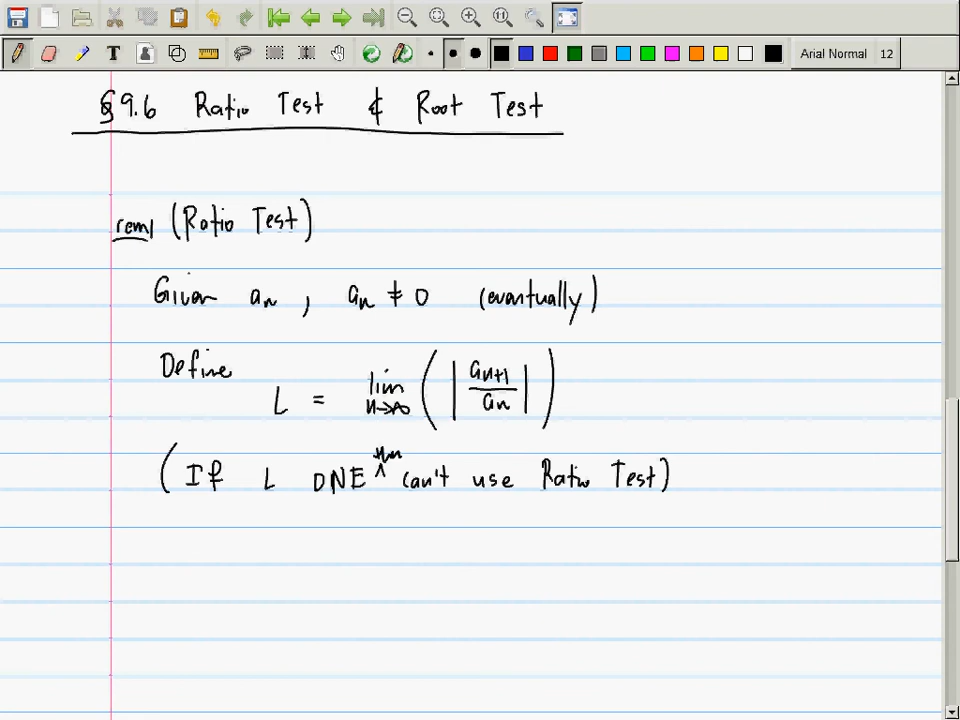 Arial Normal 12
§9.6 Ratio Test & Root Test
(Ratio Test)
Given aₙ, aₙ ≠ 0 (eventually)
Define
L = lim n→∞ ( | aₙ₊₁ / aₙ | )
(If L DNE ^then can't use Ratio Test)